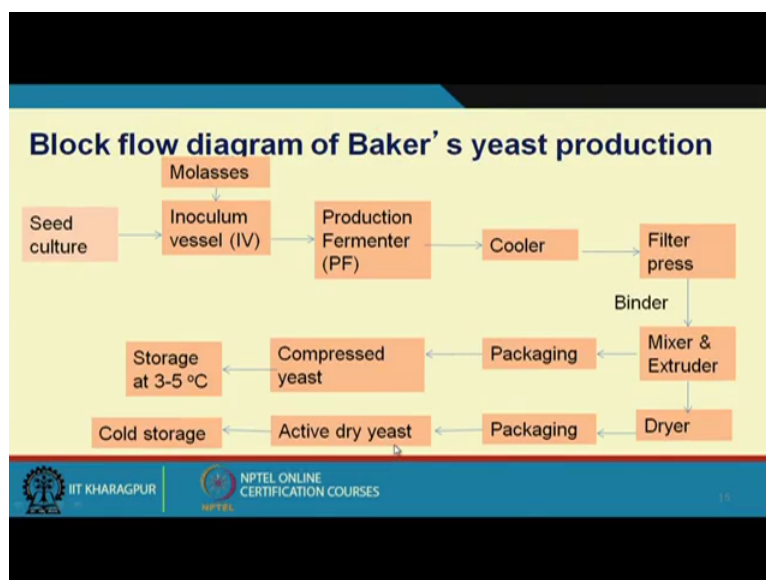 Block flow diagram of Baker's yeast production
Molasses
Seed
culture
Inoculum
vessel (IV)
Production
Fermenter
(PF)
Cooler
Filter
press
Binder
Mixer &
Extruder
Packaging
Compressed
yeast
Storage
at 3-5 ºC
Dryer
Packaging
Active dry yeast
Cold storage
IIT KHARAGPUR
NPTEL ONLINE
CERTIFICATION COURSES
NPTEL
15